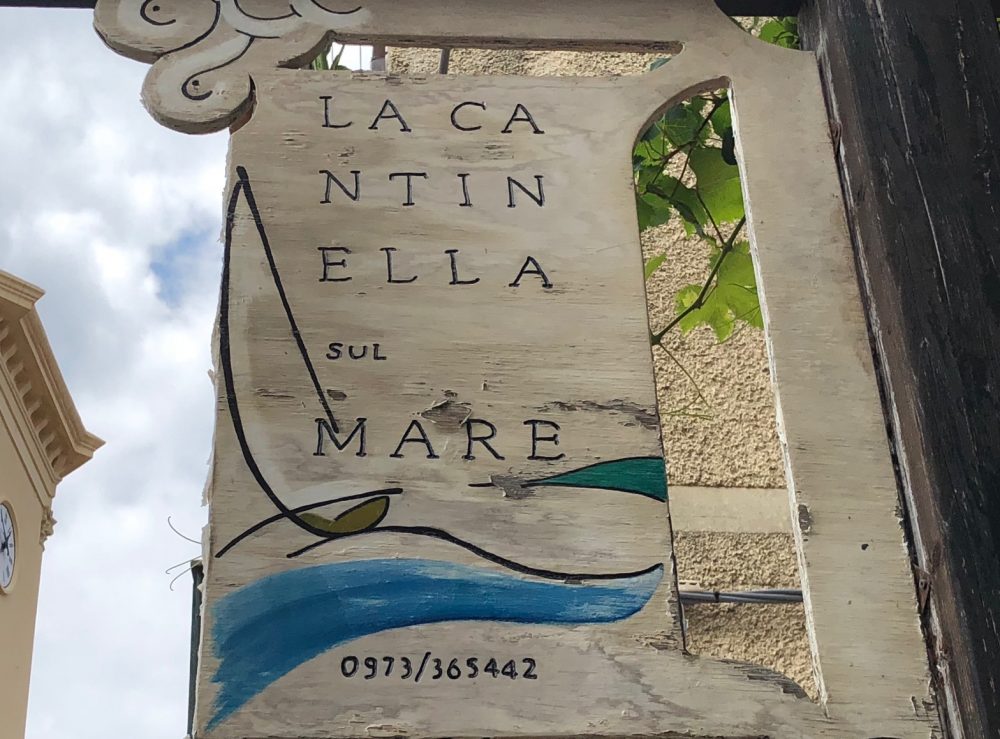 LA CA
NTIN
ELLA
SUL
MARE
0973/365442